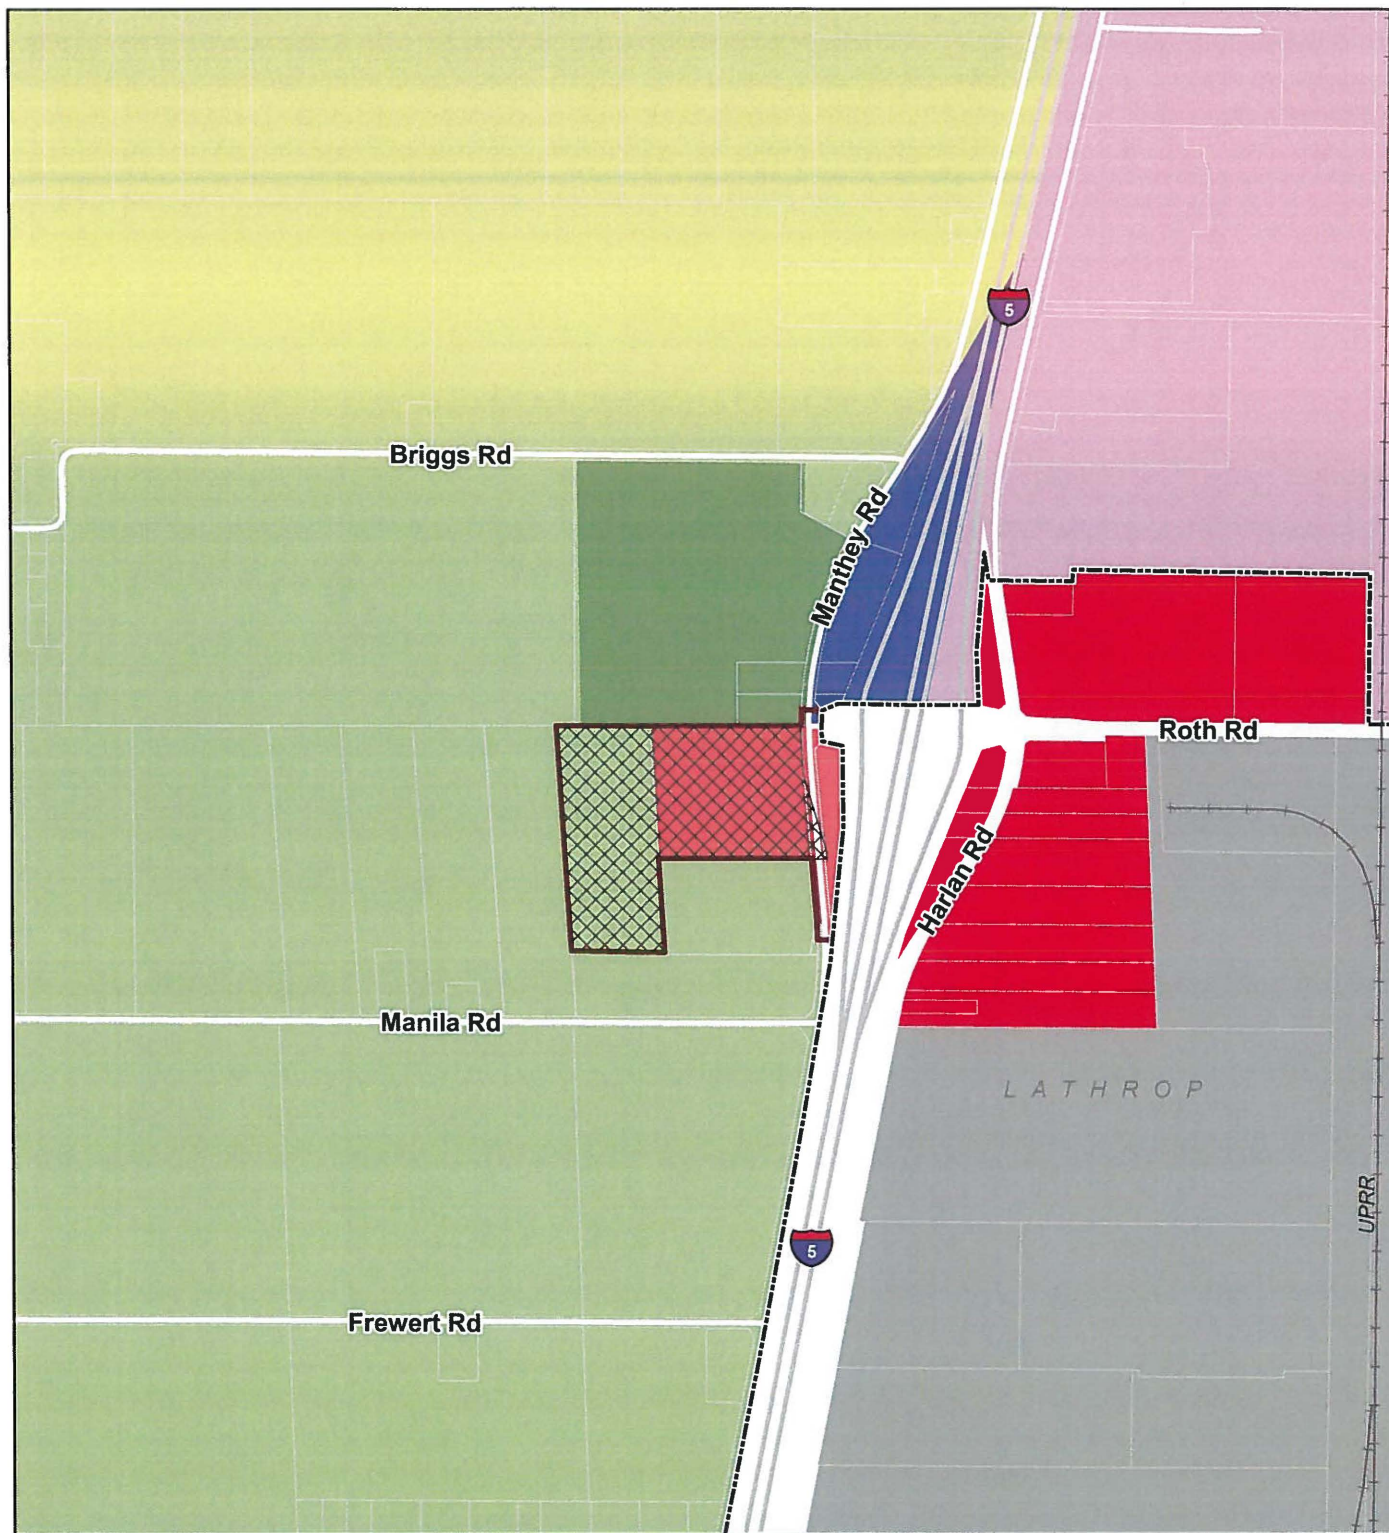 5
Briggs Rd
Manthey Rd
Roth Rd
Harlan Rd
Manila Rd
LATHROP
UPRR
5
Frewert Rd